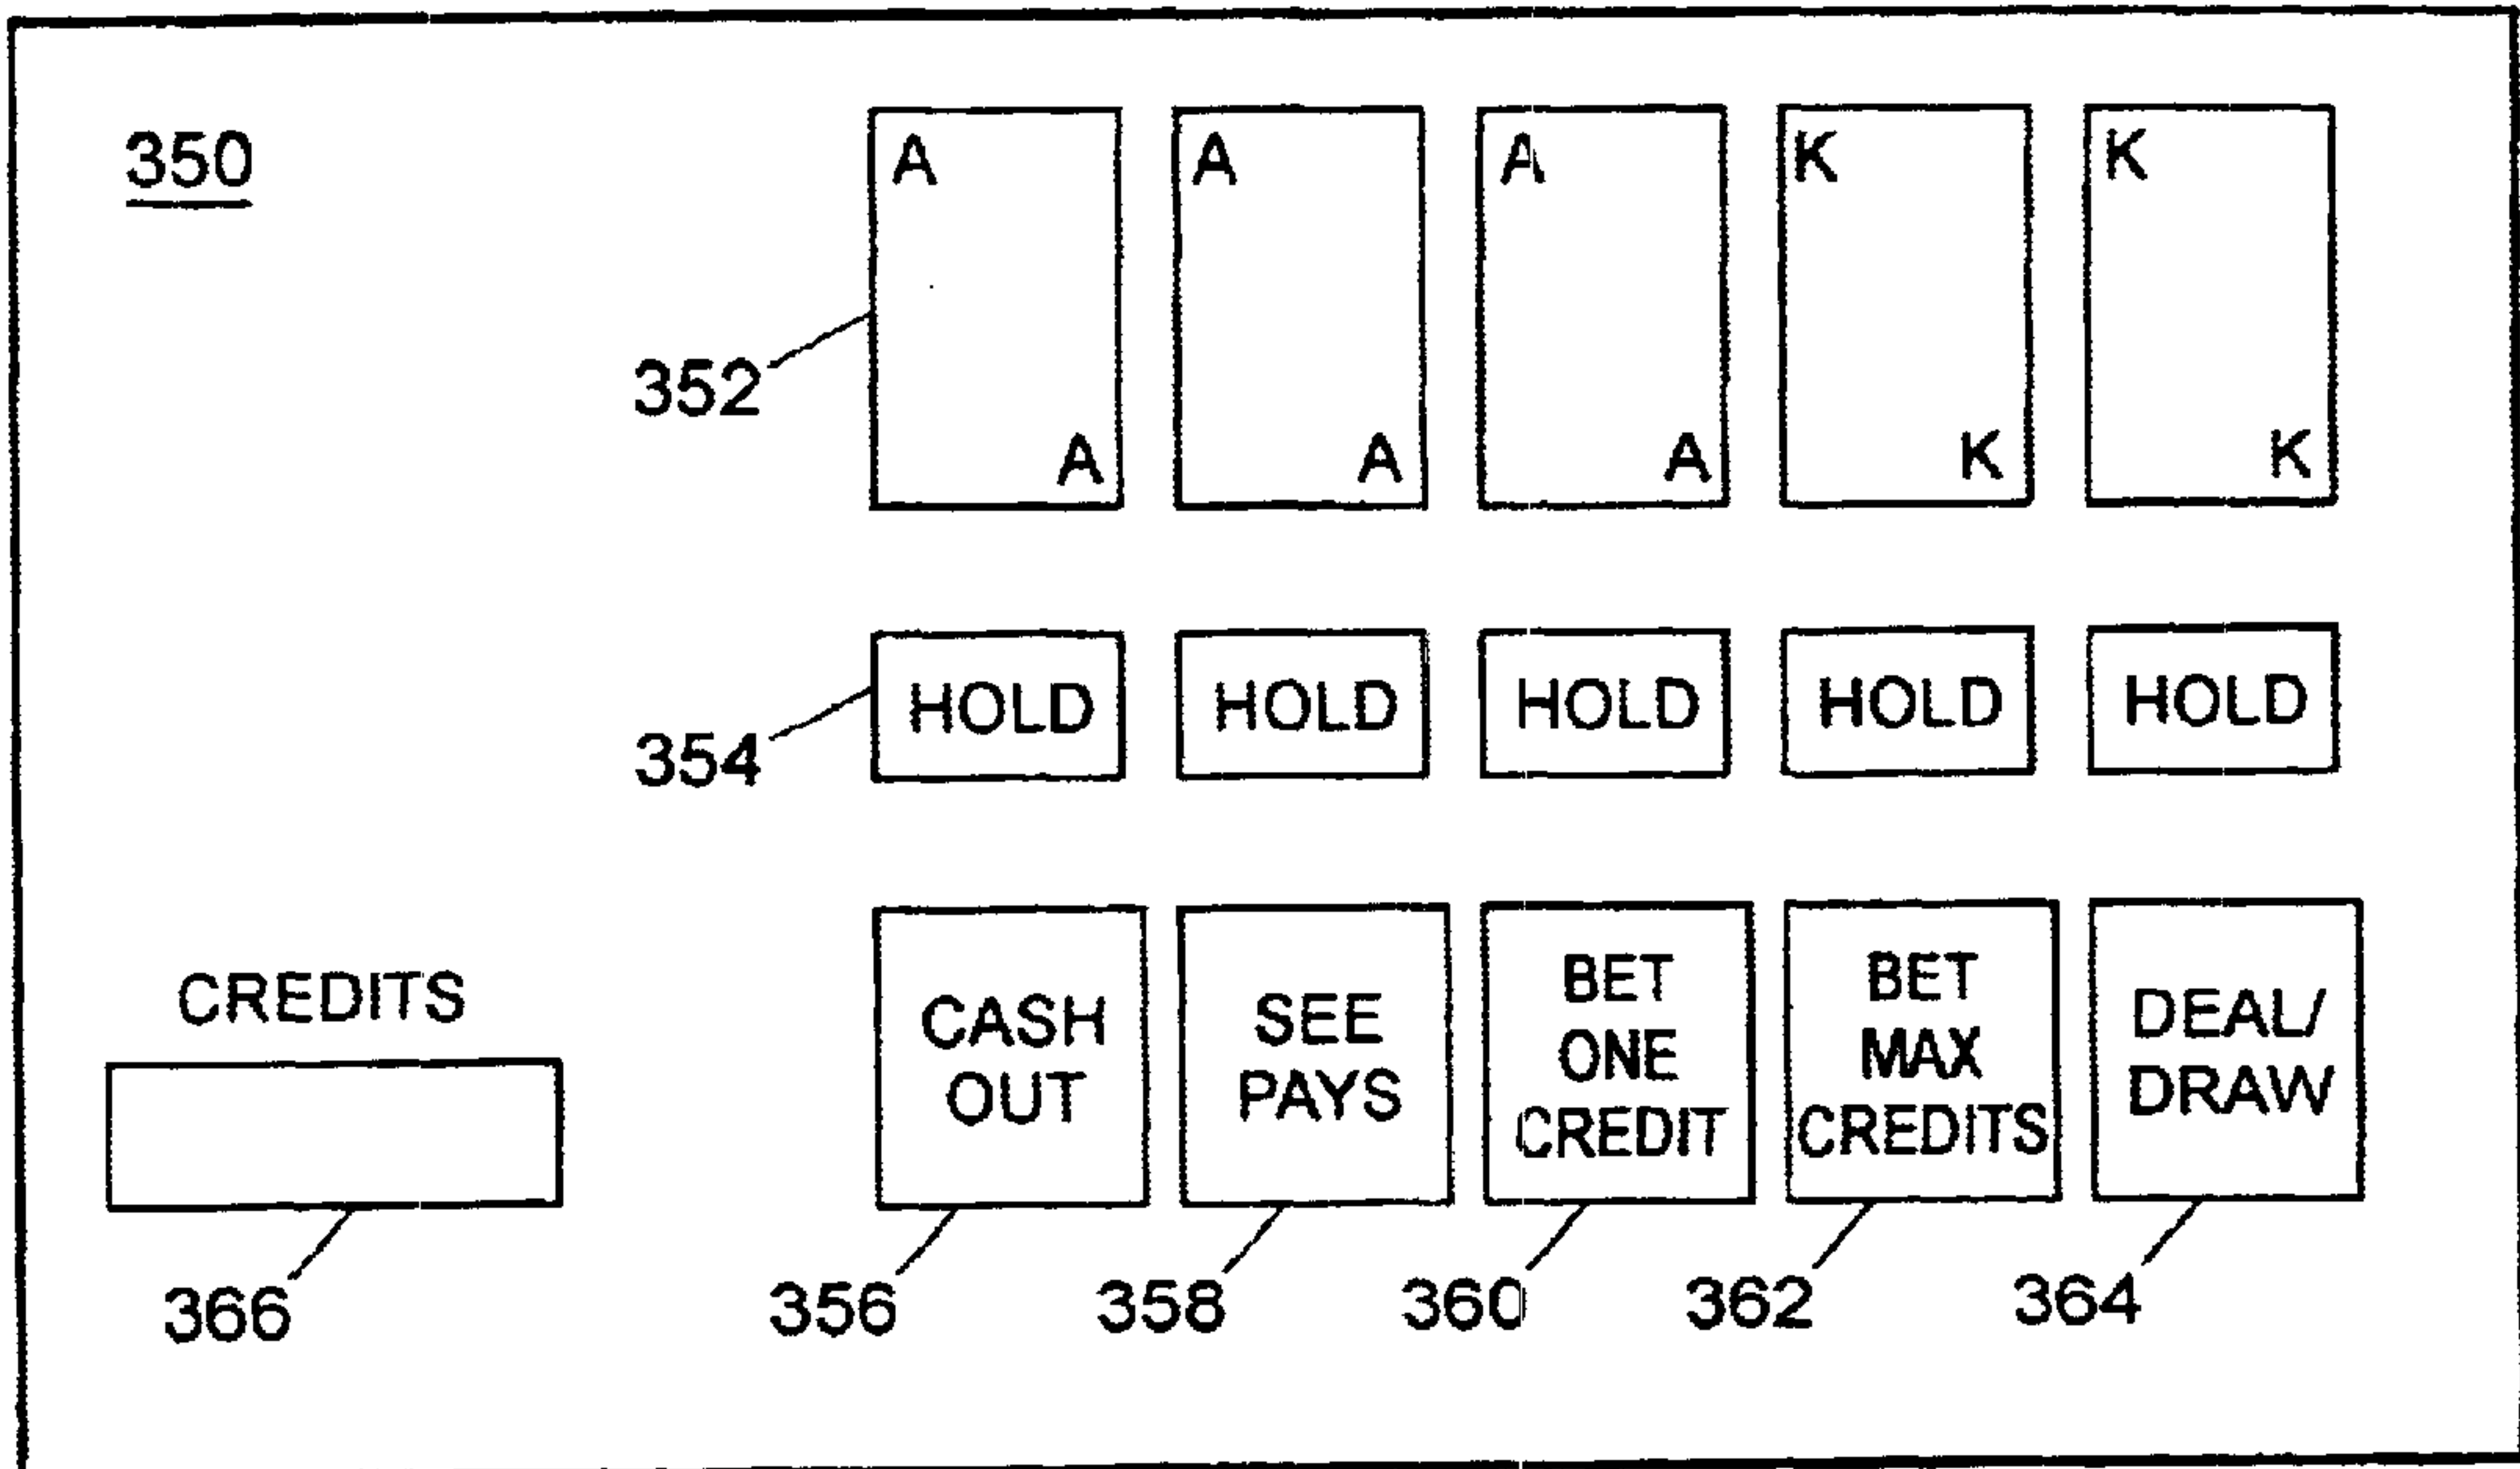 350
A A A K K
352
A A A K K
HOLD HOLD HOLD HOLD HOLD
354
CREDITS
CASH
OUT
SEE
PAYS
BET
ONE
CREDIT
BET
MAX
CREDITS
DEAL/
DRAW
366 356 358 360 362 364